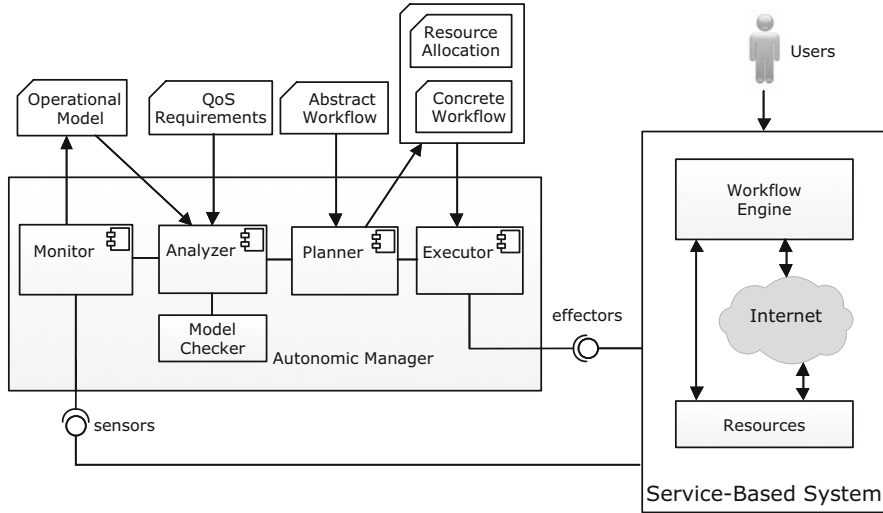 Resource
Allocation
Users
Operational
Model
QoS
Requirements
Abstract
Workflow
Concrete
Workflow
Workflow
Engine
Monitor
Analyzer
Planner
Executor
effectors
Internet
Model
Checker
Autonomic Manager
sensors
Resources
Service-Based System